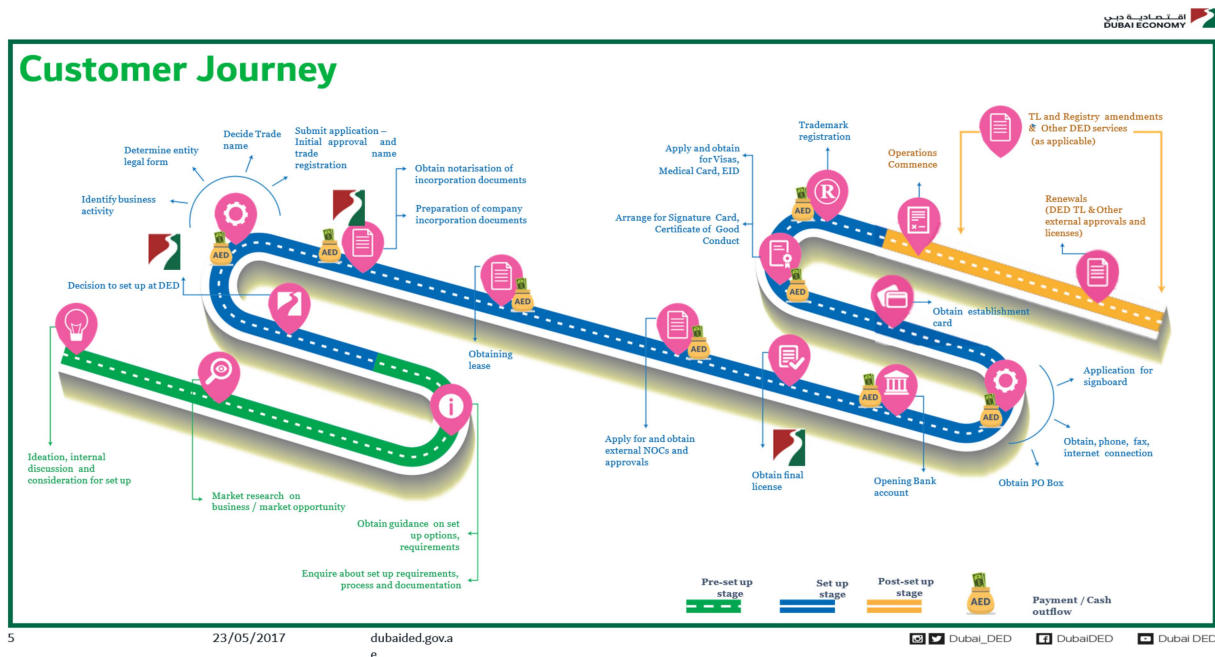 اقـتـصـاديـة دبـي
DUBAI ECONOMY
Customer Journey
Ideation, internal
discussion and
consideration for set up
Market research on
business / market opportunity
Obtain guidance on set
up options,
requirements
Enquire about set up requirements,
process and documentation
Decision to set up at DED
Identify business
activity
Determine entity
legal form
Decide Trade
name
Submit application –
Initial approval and
trade name
registration
AED
Obtain notarisation of
incorporation documents
Preparation of company
incorporation documents
AED
Obtaining
lease
AED
Apply for and obtain
external NOCs and
approvals
AED
Obtain final
license
Opening Bank
account
AED
Application for
signboard
Obtain, phone, fax,
internet connection
Obtain PO Box
AED
Obtain establishment
card
Arrange for Signature Card,
Certificate of Good
Conduct
Apply and obtain
for Visas,
Medical Card, EID
AED
Trademark
registration
R
AED
Operations
Commence
TL and Registry amendments
& Other DED services
(as applicable)
Renewals
(DED TL & Other
external approvals and
licenses)
Pre-set up
stage
Set up
stage
Post-set up
stage
AED
Payment / Cash
outflow
5
23/05/2017
dubaided.gov.a
e
Dubai_DED
DubaiDED
Dubai DED